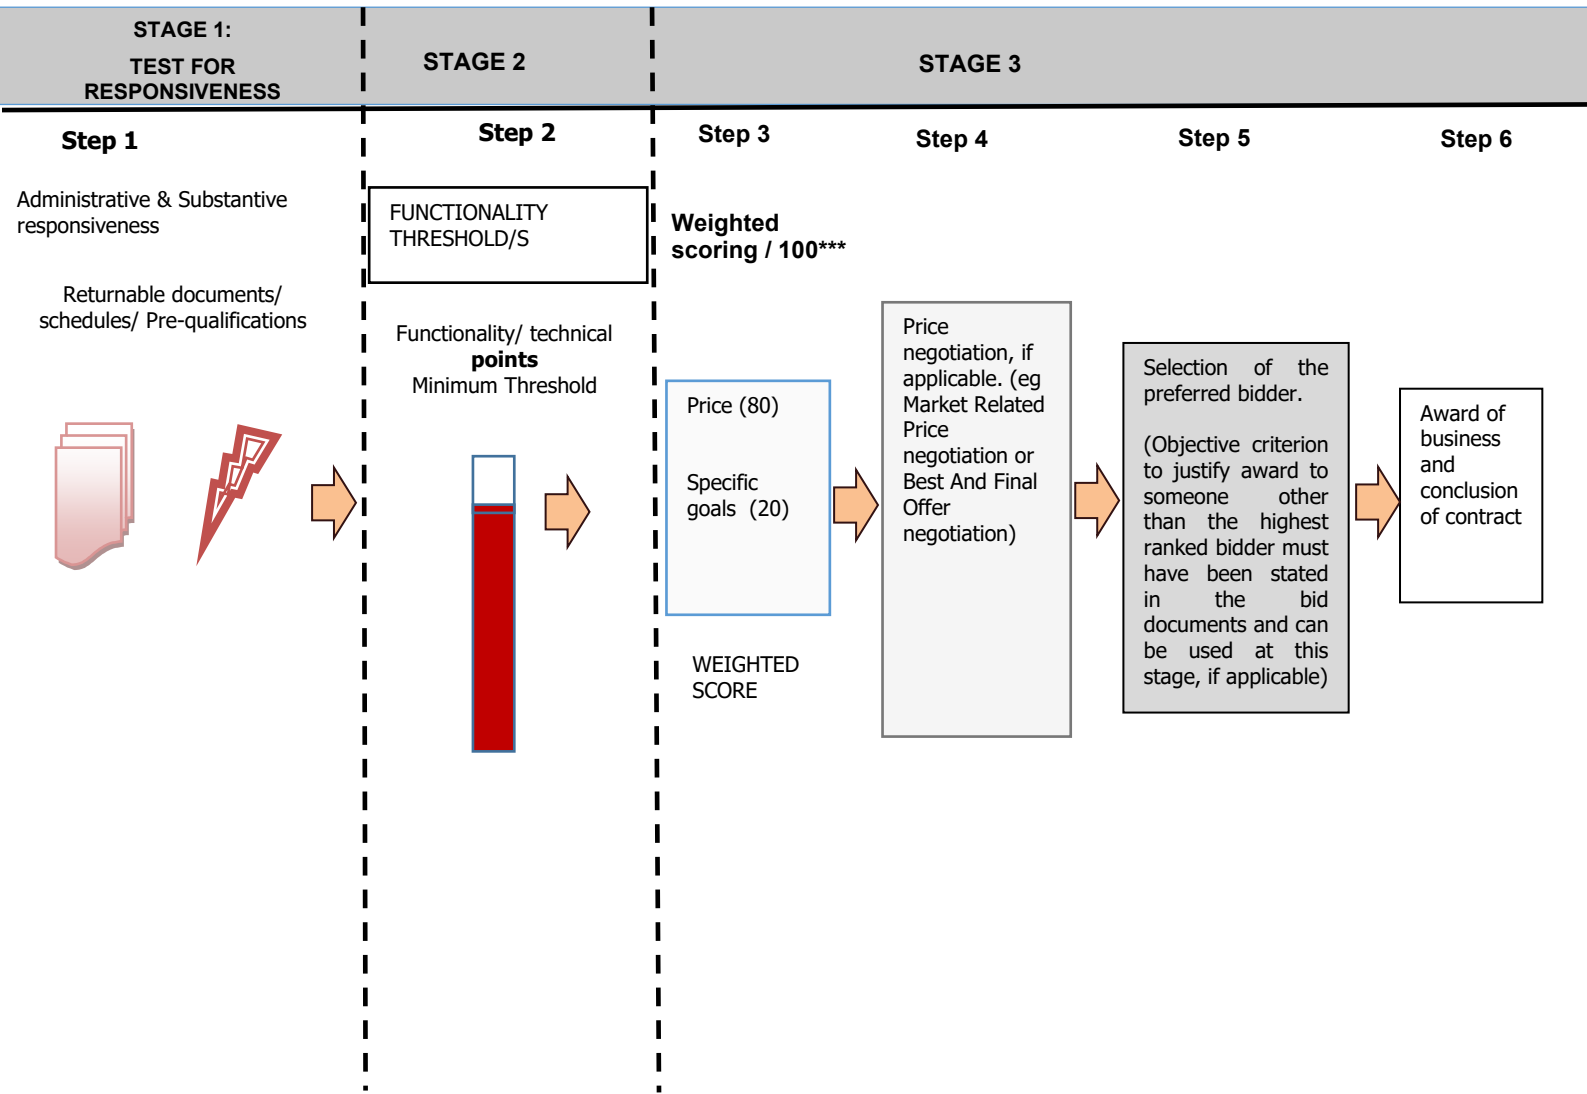 STAGE 1:
TEST FOR
RESPONSIVENESS
STAGE 2
STAGE 3
Step 1
Step 2
Step 3
Step 4
Step 5
Step 6
Administrative & Substantive
responsiveness
Returnable documents/
schedules/ Pre-qualifications
FUNCTIONALITY
THRESHOLD/S
Functionality/ technical
points
Minimum Threshold
Weighted
scoring / 100***
Price (80)
Specific
goals (20)
WEIGHTED
SCORE
Price
negotiation, if
applicable. (eg
Market Related
Price
negotiation or
Best And Final
Offer
negotiation)
Selection of the
preferred bidder.
(Objective criterion
to justify award to
someone other
than the highest
ranked bidder must
have been stated
in the bid
documents and can
be used at this
stage, if applicable)
Award of
business
and
conclusion
of contract